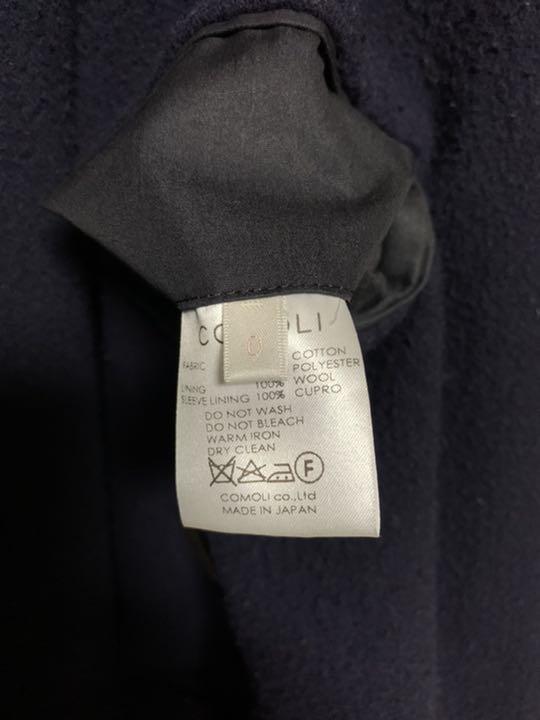 COMOLI
0
FABRIC COTTON
POLYESTER
LINING 100% WOOL
SLEEVE LINING 100% CUPRO
DO NOT WASH
DO NOT BLEACH
WARM IRON
DRY CLEAN
F
COMOLI co.,Ltd
MADE IN JAPAN